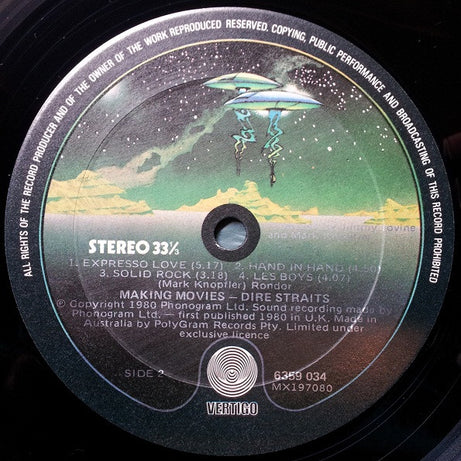 ALL RIGHTS OF THE RECORD PRODUCER AND OF THE OWNER OF THE WORK REPRODUCED RESERVED. COPYING, PUBLIC PERFORMANCE AND BROADCASTING OF THIS RECORD PROHIBITED
STEREO 33⅓
1. EXPRESSO LOVE (5.17) 2. HAND IN HAND
3. SOLID ROCK (3.18) 4. LES BOYS (4.07)
(Mark Knopfler) Rondor
MAKING MOVIES – DIRE STRAITS
© Copyright 1980 Phonogram Ltd. Sound recording made by
Phonogram Ltd. — first published 1980 in U.K. Made in
Australia by PolyGram Records Pty. Limited under
exclusive licence
SIDE 2
6359 034
MX197080
VERTIGO